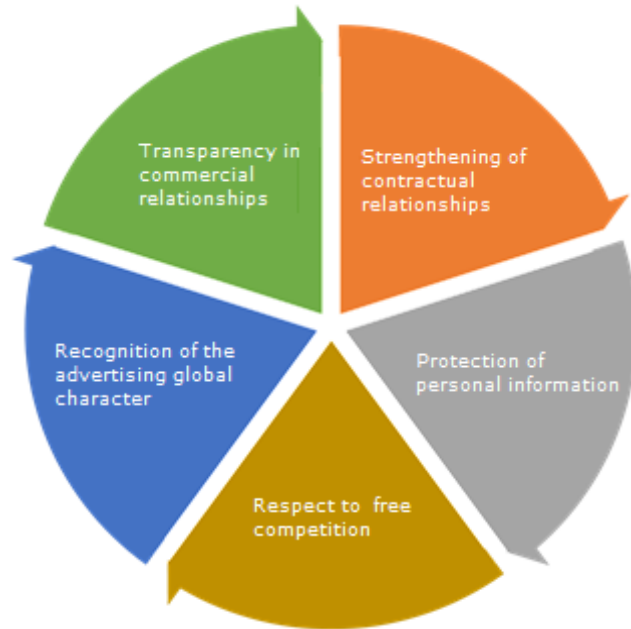 Transparency in
commercial
relationships
Strengthening of
contractual
relationships
Recognition of the
advertising global
character
Protection of
personal information
Respect to free
competition